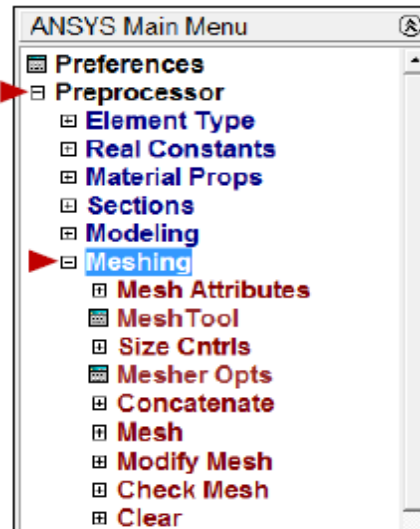 ANSYS Main Menu
Preferences
Preprocessor
Element Type
Real Constants
Material Props
Sections
Modeling
Meshing
Mesh Attributes
MeshTool
Size Cntrls
Mesher Opts
Concatenate
Mesh
Modify Mesh
Check Mesh
Clear